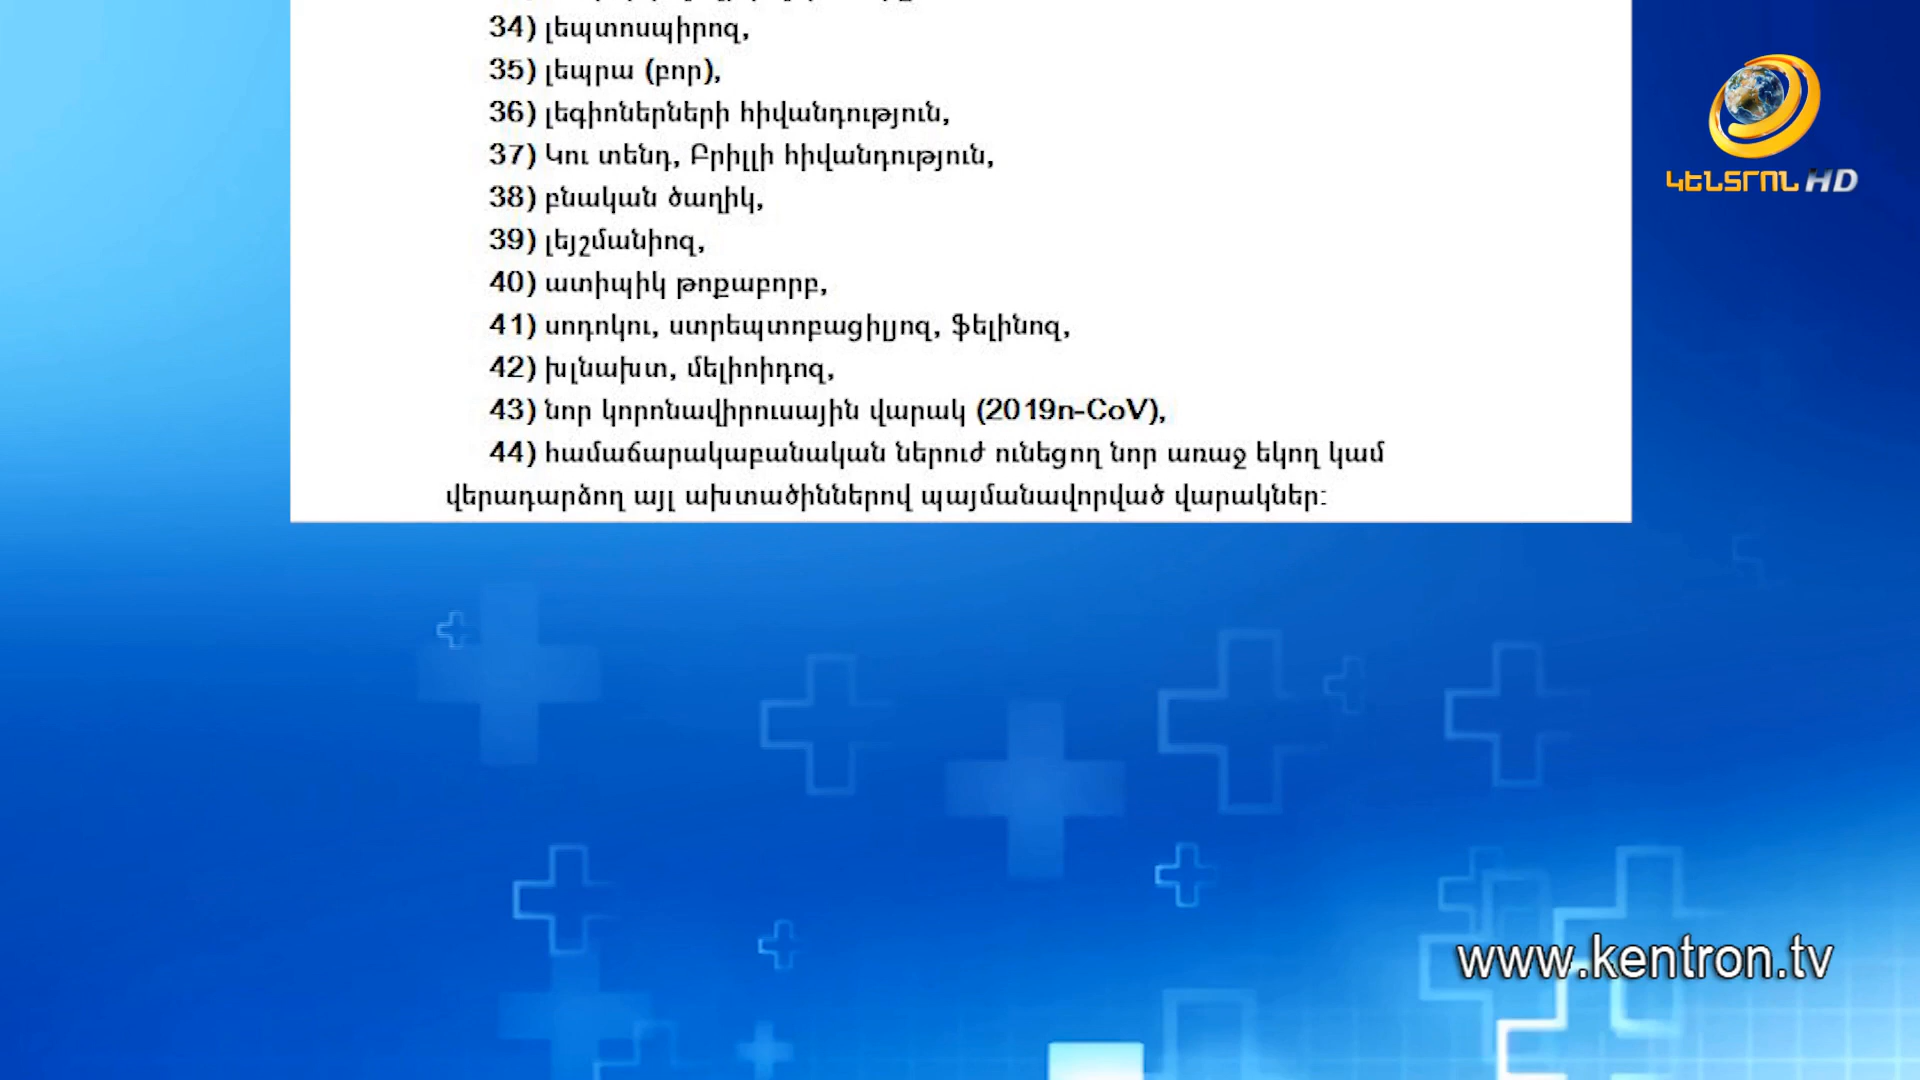 34) լեպտոսպիրոզ,
35) լեպրա (բոր),
36) լեգիոներների հիվանդություն,
37) Կու տենդ, Բրիլլի հիվանդություն,
38) բնական ծաղիկ,
39) լեյշմանիոզ,
40) ատիպիկ թոքաբորբ,
41) սոդոկու, ստրեպտոբացիլյոզ, ֆելինոզ,
42) խլնախտ, մելիոիդոզ,
43) նոր կորոնավիրուսային վարակ (2019n-CoV),
44) համաճարակաբանական ներուժ ունեցող նոր առաջ եկող կամ
վերադարձող այլ ախտածիններով պայմանավորված վարակներ։
ԿԵՆՏՐՈՆ HD
www.kentron.tv